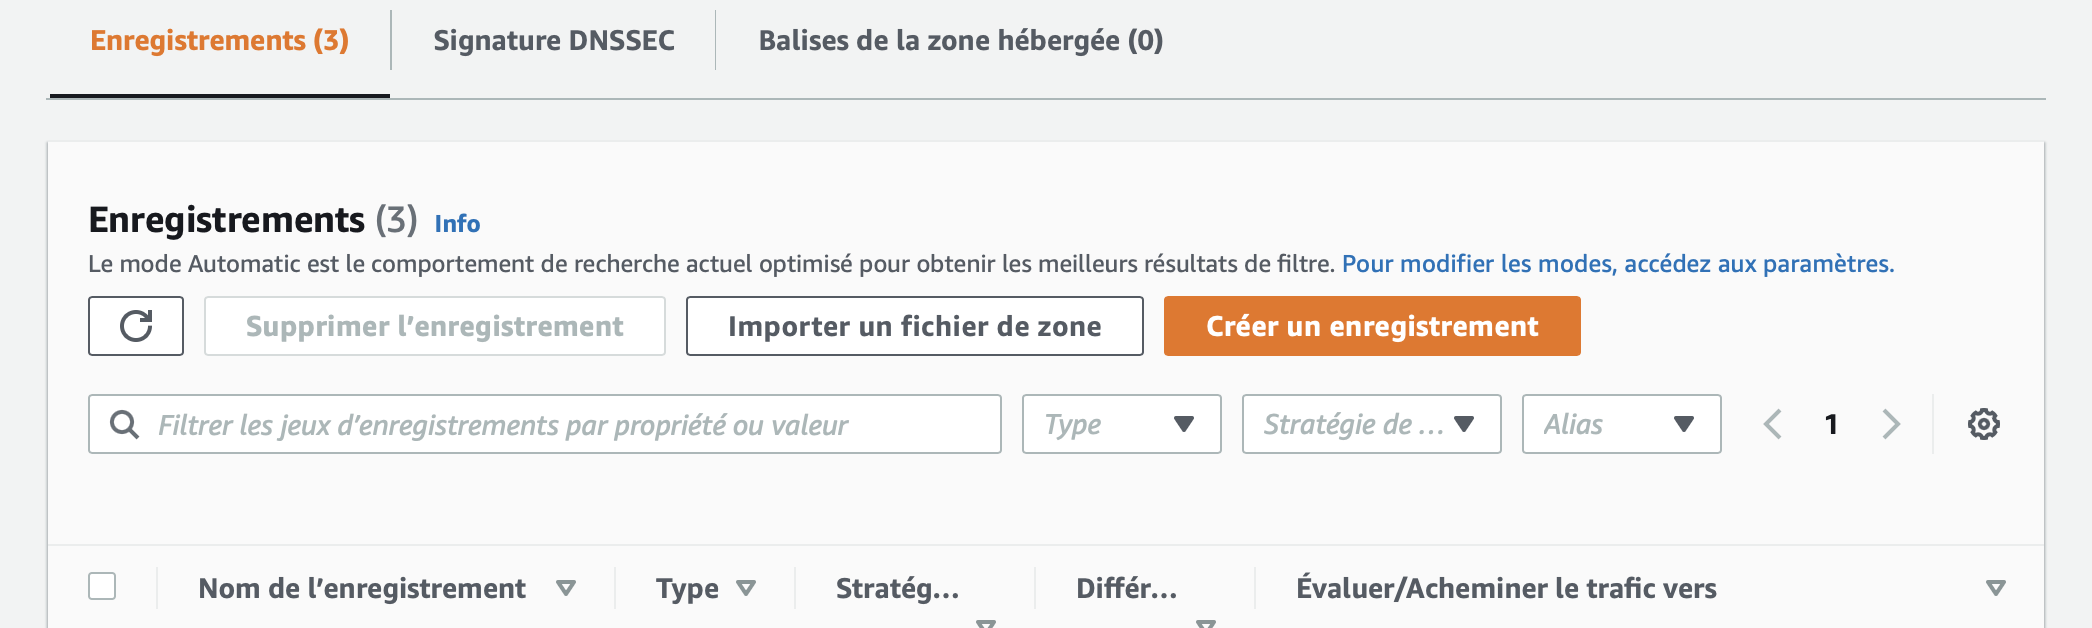 Enregistrements (3)
Signature DNSSEC
Balises de la zone hébergée (0)
Enregistrements (3) Info
Le mode Automatic est le comportement de recherche actuel optimisé pour obtenir les meilleurs résultats de filtre. Pour modifier les modes, accédez aux paramètres.
Supprimer l’enregistrement
Importer un fichier de zone
Créer un enregistrement
Filtrer les jeux d’enregistrements par propriété ou valeur
Type
Stratégie de ...
Alias
1
Nom de l’enregistrement
Type
Stratég...
Différ...
Évaluer/Acheminer le trafic vers